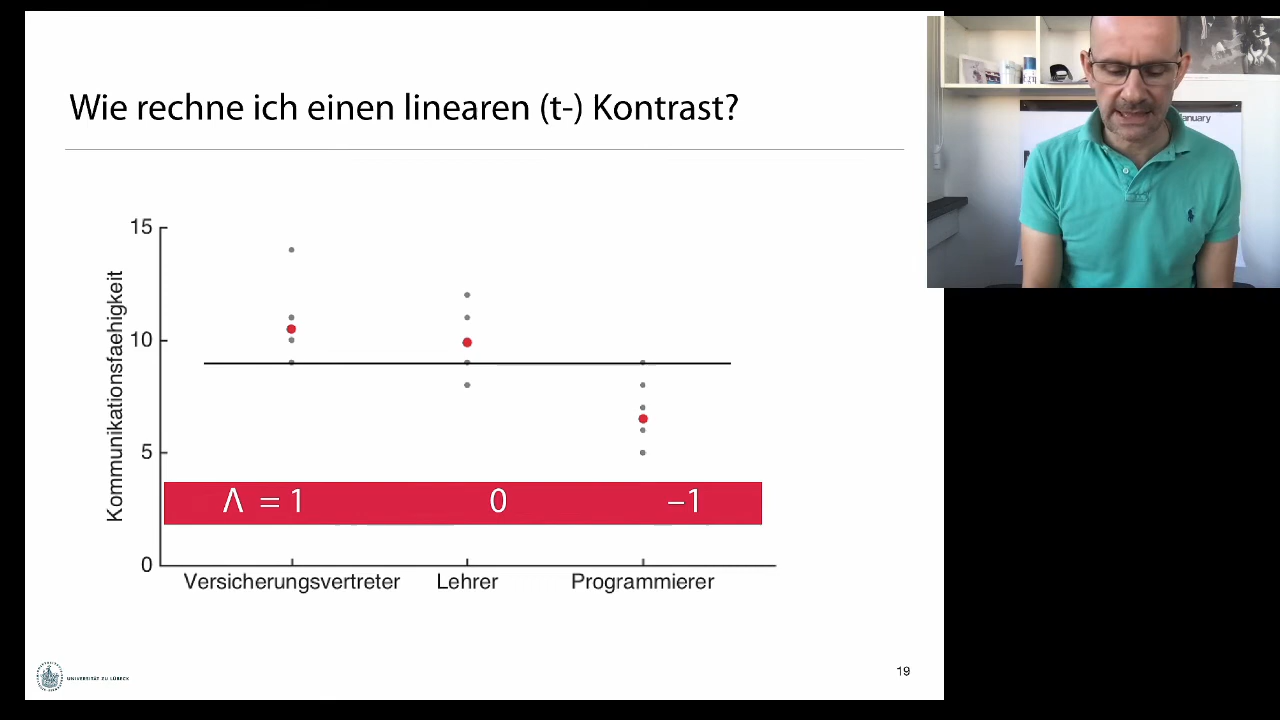 Wie rechne ich einen linearen (t-) Kontrast?
Kommunikationsfaehigkeit
15
10
5
0
Λ = 1 0 −1
Versicherungsvertreter Lehrer Programmierer
UNIVERSITÄT ZU LÜBECK
19
anuary